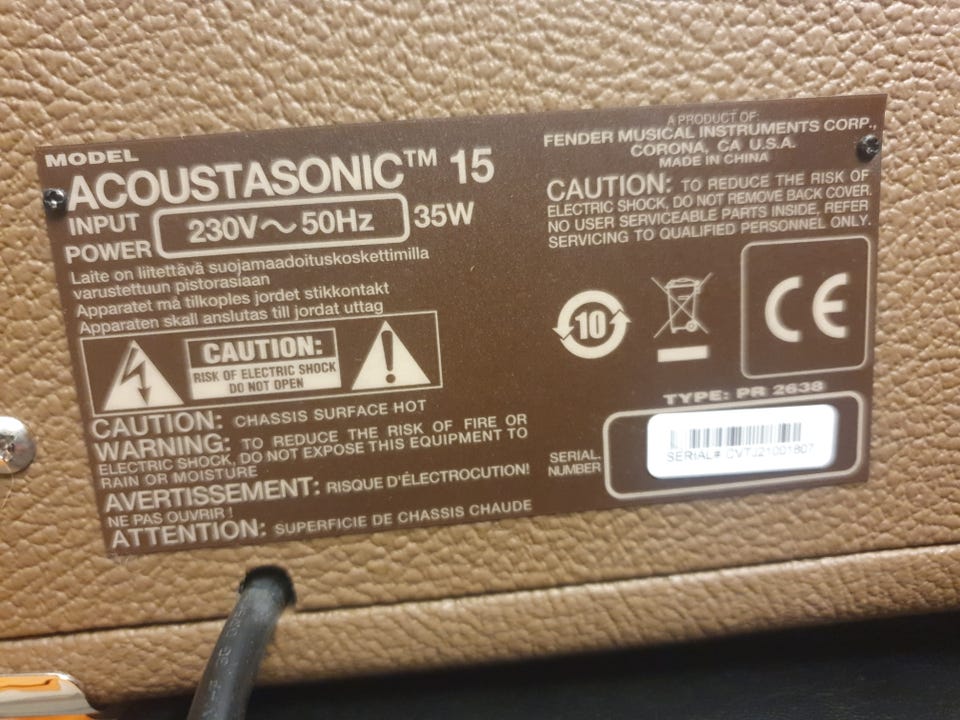 MODEL
ACOUSTASONIC™ 15
INPUT
POWER
230V～50Hz
35W
Laite on liitettävä suojamaadoituskoskettimilla
varustettuun pistorasiaan
Apparatet må tilkoples jordet stikkontakt
Apparaten skall anslutas till jordat uttag
CAUTION:
RISK OF ELECTRIC SHOCK
DO NOT OPEN
CAUTION: CHASSIS SURFACE HOT
WARNING: TO REDUCE THE RISK OF FIRE OR
ELECTRIC SHOCK, DO NOT EXPOSE THIS EQUIPMENT TO
RAIN OR MOISTURE
AVERTISSEMENT: RISQUE D'ÉLECTROCUTION!
NE PAS OUVRIR !
ATTENTION: SUPERFICIE DE CHASSIS CHAUDE
A PRODUCT OF:
FENDER MUSICAL INSTRUMENTS CORP.,
CORONA, CA U.S.A.
MADE IN CHINA
CAUTION: TO REDUCE THE RISK OF
ELECTRIC SHOCK, DO NOT REMOVE BACK COVER.
NO USER SERVICEABLE PARTS INSIDE, REFER
SERVICING TO QUALIFIED PERSONNEL ONLY.
10
CE
TYPE: PR 2638
SERIAL
NUMBER
SERIAL# CVTJ21001807